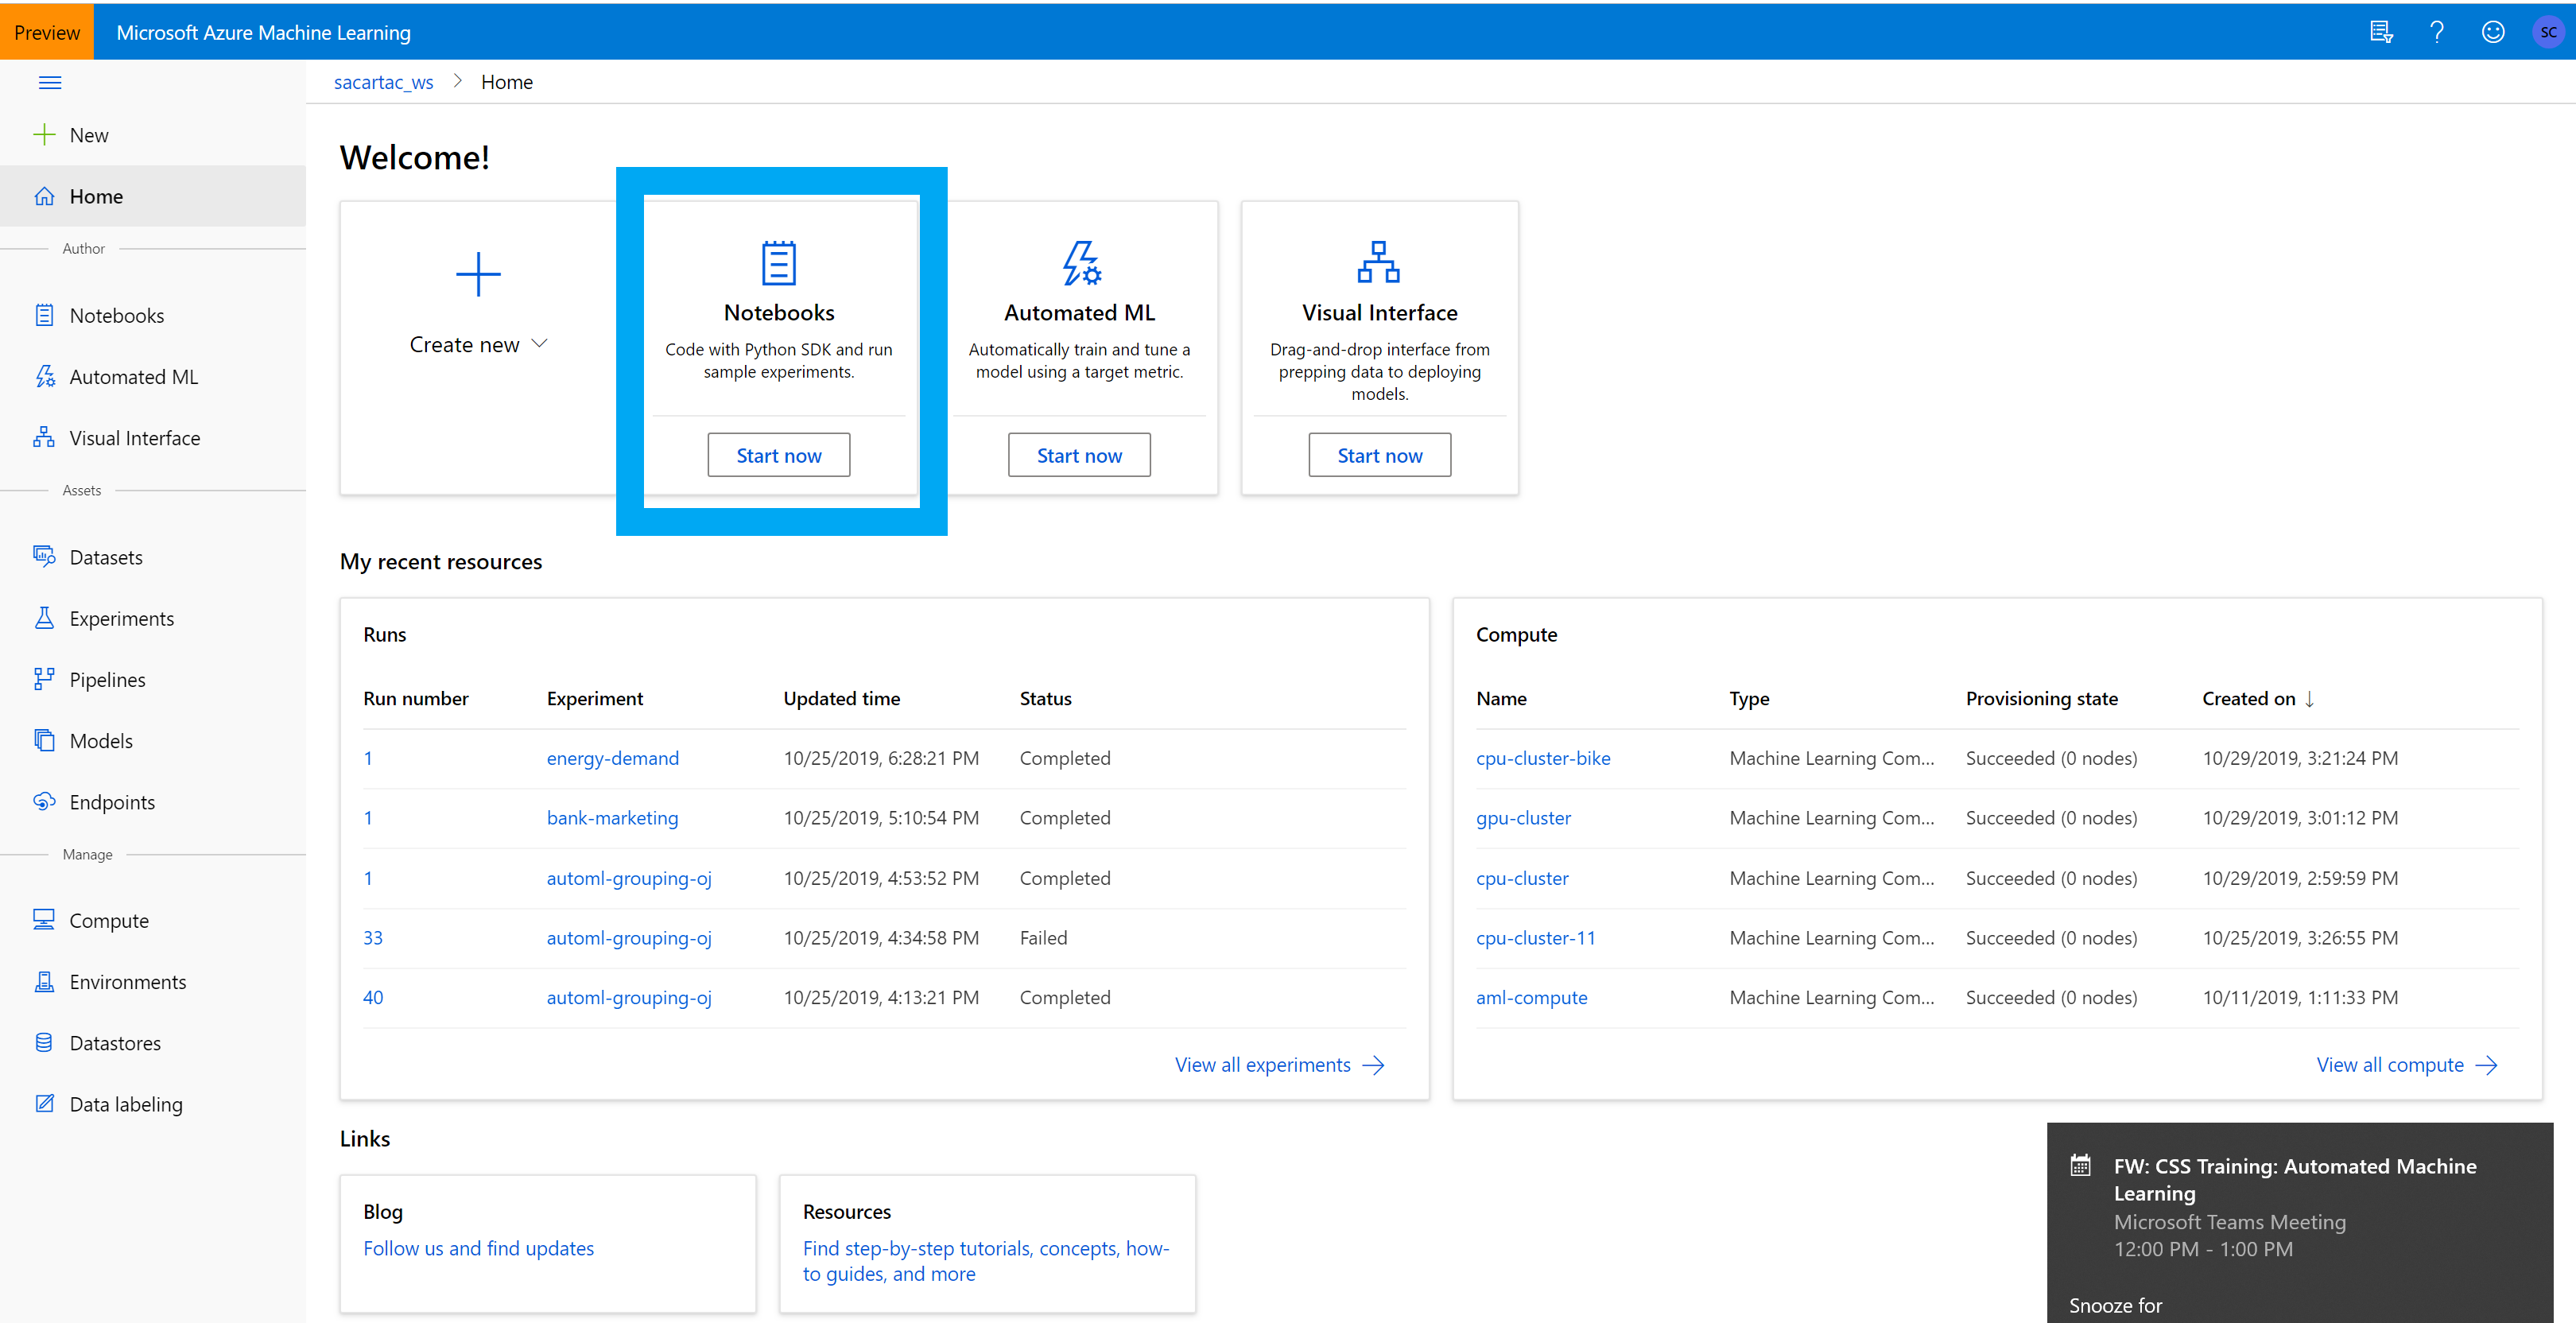 Preview
Microsoft Azure Machine Learning
SC
sacartac_ws > Home
New
Home
Author
Notebooks
Automated ML
Visual Interface
Assets
Datasets
Experiments
Pipelines
Models
Endpoints
Manage
Compute
Environments
Datastores
Data labeling
Welcome!
Create new
Notebooks
Code with Python SDK and run
sample experiments.
Start now
Automated ML
Automatically train and tune a
model using a target metric.
Start now
Visual Interface
Drag-and-drop interface from
prepping data to deploying
models.
Start now
My recent resources
Runs
Run number Experiment Updated time Status
1 energy-demand 10/25/2019, 6:28:21 PM Completed
1 bank-marketing 10/25/2019, 5:10:54 PM Completed
1 automl-grouping-oj 10/25/2019, 4:53:52 PM Completed
33 automl-grouping-oj 10/25/2019, 4:34:58 PM Failed
40 automl-grouping-oj 10/25/2019, 4:13:21 PM Completed
View all experiments →
Compute
Name Type Provisioning state Created on ↓
cpu-cluster-bike Machine Learning Com... Succeeded (0 nodes) 10/29/2019, 3:21:24 PM
gpu-cluster Machine Learning Com... Succeeded (0 nodes) 10/29/2019, 3:01:12 PM
cpu-cluster Machine Learning Com... Succeeded (0 nodes) 10/29/2019, 2:59:59 PM
cpu-cluster-11 Machine Learning Com... Succeeded (0 nodes) 10/25/2019, 3:26:55 PM
aml-compute Machine Learning Com... Succeeded (0 nodes) 10/11/2019, 1:11:33 PM
View all compute →
Links
Blog
Follow us and find updates
Resources
Find step-by-step tutorials, concepts, how-
to guides, and more
FW: CSS Training: Automated Machine
Learning
Microsoft Teams Meeting
12:00 PM - 1:00 PM
Snooze for